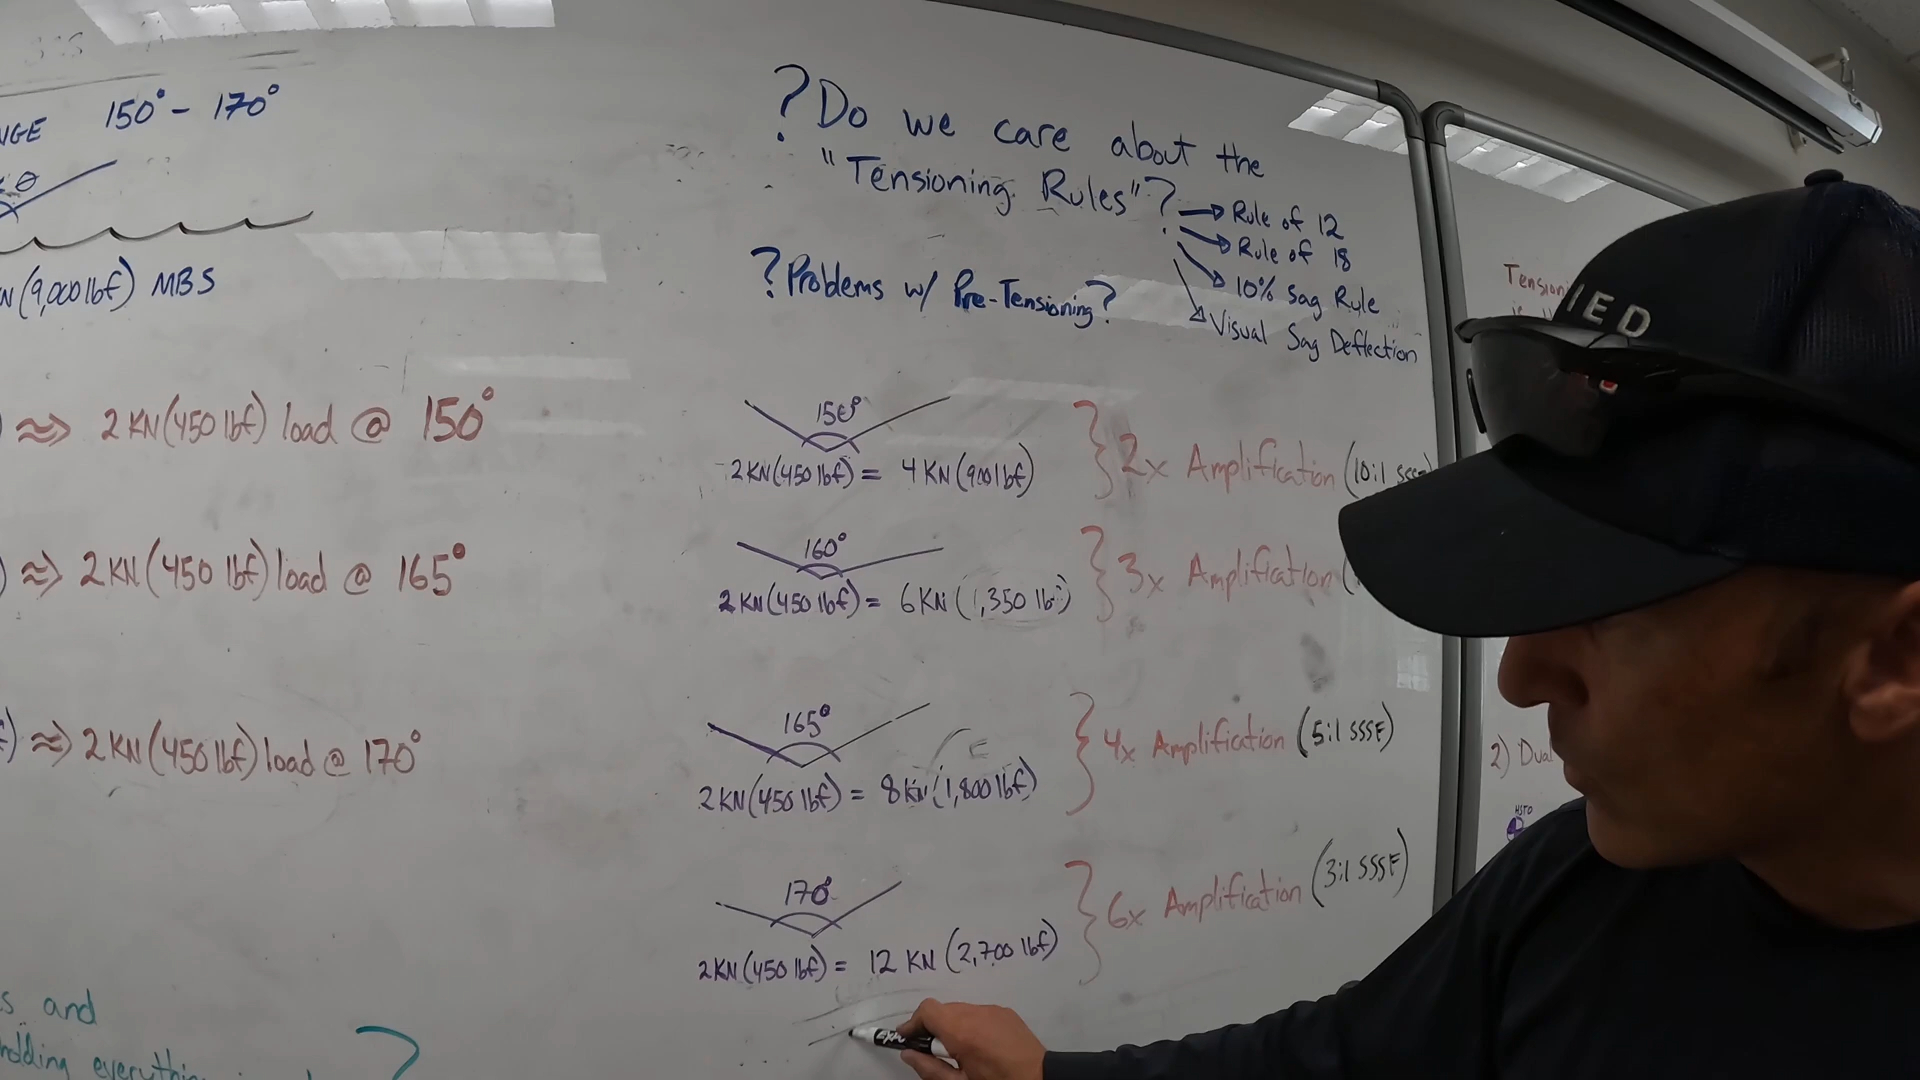 150° - 170°
θ
(9,000 lbf) MBS
≈> 2 KN (450 lbf) load @ 150°
≈> 2 KN (450 lbf) load @ 165°
≈> 2 KN (450 lbf) load @ 170°
and
everything
? Do we care about the
"Tensioning Rules"?
→ Rule of 12
→ Rule of 18
→ 10% Sag Rule
→ Visual Sag Deflection
? Problems w/ Pre-Tensioning?
150°
2 KN (450 lbf) = 4 KN (900 lbf) } 2x Amplification (10:1 SSSF
160°
2 KN (450 lbf) = 6 KN (1,350 lbf) } 3x Amplification (
165°
2 KN (450 lbf) = 8 KN (1,800 lbf) } 4x Amplification (5:1 SSSF)
170°
2 KN (450 lbf) = 12 KN (2,700 lbf) } 6x Amplification (3:1 SSSF)
2) Dual
HSTO
IED
EXPO